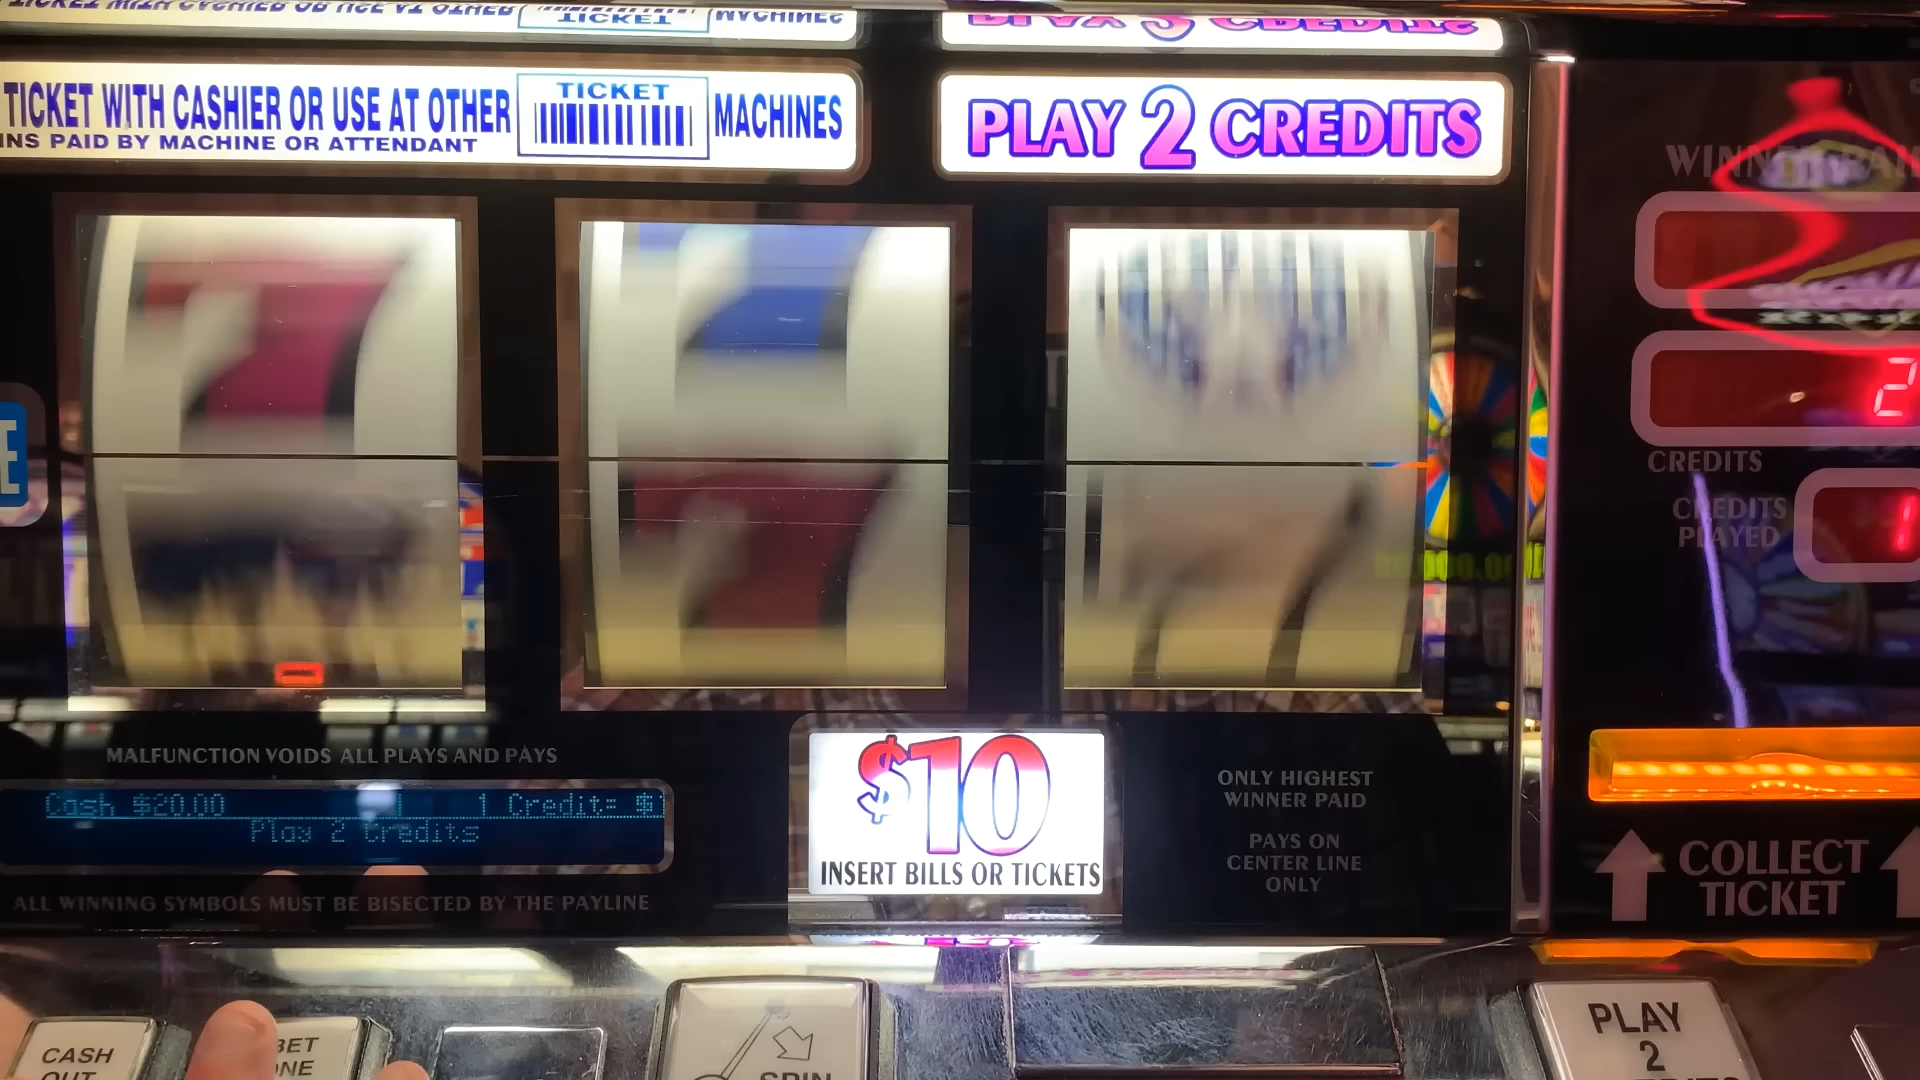 TICKET WITH CASHIER OR USE AT OTHER
TICKET
MACHINES
INS PAID BY MACHINE OR ATTENDANT
PLAY 2 CREDITS
E
2
CREDITS
CREDITS
PLAYED
1
MALFUNCTION VOIDS ALL PLAYS AND PAYS
Cash $20.00
1 Credit= $1
Play 2 Credits
ALL WINNING SYMBOLS MUST BE BISECTED BY THE PAYLINE
$10
INSERT BILLS OR TICKETS
ONLY HIGHEST
WINNER PAID
PAYS ON
CENTER LINE
ONLY
COLLECT
TICKET
CASH
OUT
BET
ONE
SPIN
PLAY
2
CREDITS